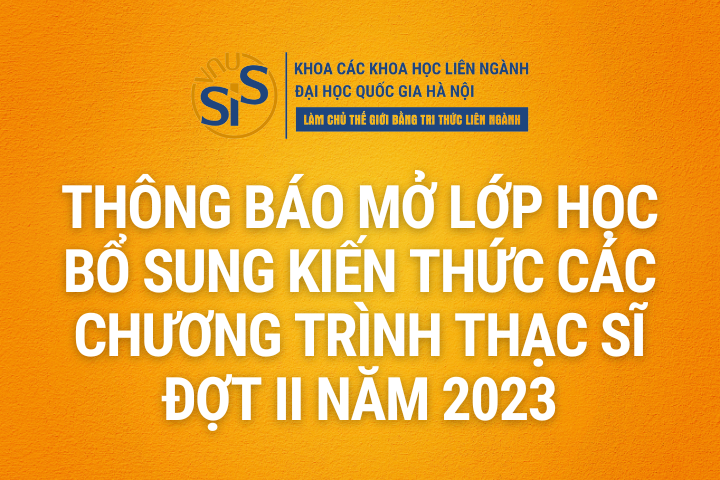 VNU
SIS
KHOA CÁC KHOA HỌC LIÊN NGÀNH
ĐẠI HỌC QUỐC GIA HÀ NỘI
LÀM CHỦ THẾ GIỚI BẰNG TRI THỨC LIÊN NGÀNH
THÔNG BÁO MỞ LỚP HỌC
BỔ SUNG KIẾN THỨC CÁC
CHƯƠNG TRÌNH THẠC SĨ
ĐỢT II NĂM 2023